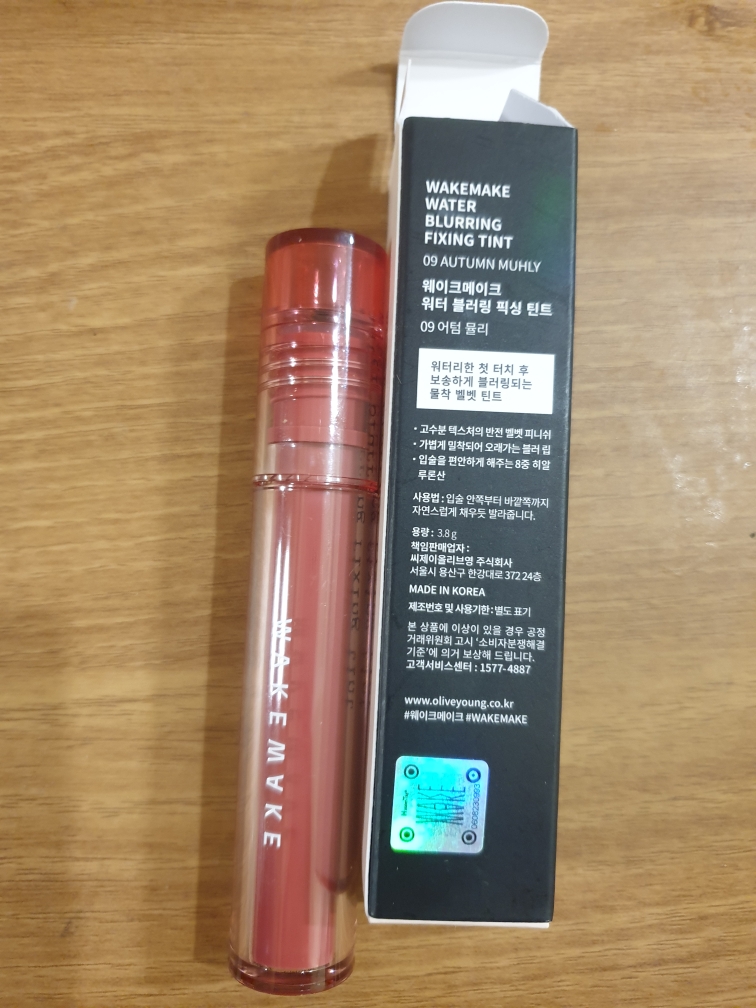 WAKEMAKE
WATER
BLURRING
FIXING TINT
09 AUTUMN MUHLY
웨이크메이크
워터 블러링 픽싱 틴트
09 어텀 뮬리
워터리한 첫 터치 후
보송하게 블러링되는
물착 벨벳 틴트
• 고수분 텍스처의 반전 벨벳 피니쉬
• 가볍게 밀착되어 오래가는 블러 립
• 입술을 편안하게 해주는 8중 히알
루론산
사용법 : 입술 안쪽부터 바깥쪽까지
자연스럽게 채우듯 발라줍니다.
용량 : 3.8 g
책임판매업자 :
씨제이올리브영 주식회사
서울시 용산구 한강대로 372 24층
MADE IN KOREA
제조번호 및 사용기한 : 별도 표기
본 상품에 이상이 있을 경우 공정
거래위원회 고시 '소비자분쟁해결
기준'에 의거 보상해 드립니다.
고객서비스센터 : 1577-4887
www.oliveyoung.co.kr
#웨이크메이크 #WAKEMAKE
WAKE
MAKE
WAKEMAKE